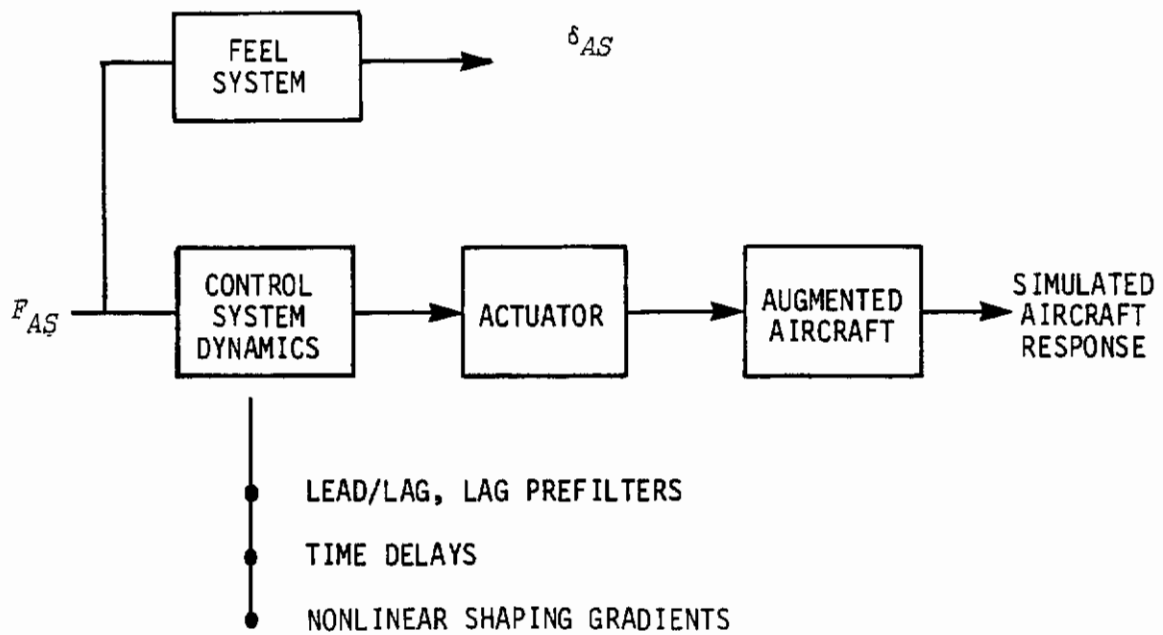 FEEL
SYSTEM
δAS
FAS
CONTROL
SYSTEM
DYNAMICS
ACTUATOR
AUGMENTED
AIRCRAFT
SIMULATED
AIRCRAFT
RESPONSE
LEAD/LAG, LAG PREFILTERS
TIME DELAYS
NONLINEAR SHAPING GRADIENTS